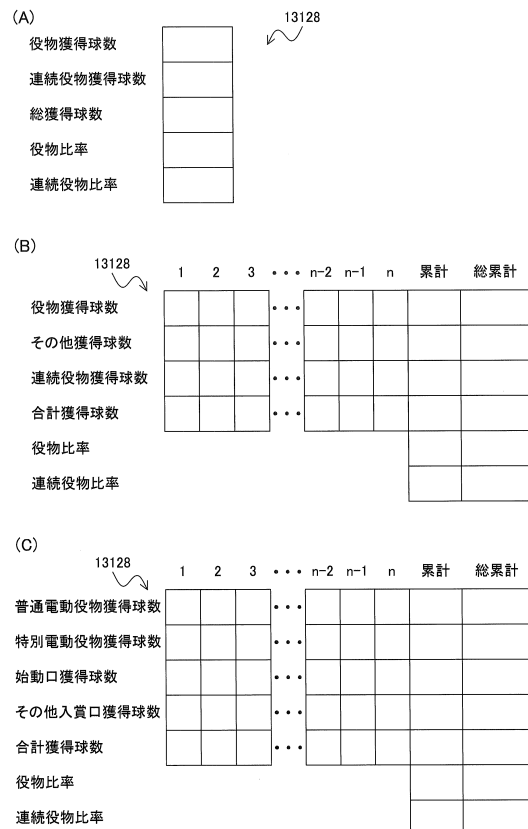 (A)
13128
役物獲得球数
連続役物獲得球数
総獲得球数
役物比率
連続役物比率
(B)
13128
1 2 3 ・・・ n-2 n-1 n 累計 総累計
役物獲得球数 ・・・
その他獲得球数 ・・・
連続役物獲得球数 ・・・
合計獲得球数 ・・・
役物比率
連続役物比率
(C)
13128
1 2 3 ・・・ n-2 n-1 n 累計 総累計
普通電動役物獲得球数 ・・・
特別電動役物獲得球数 ・・・
始動口獲得球数 ・・・
その他入賞口獲得球数 ・・・
合計獲得球数 ・・・
役物比率
連続役物比率